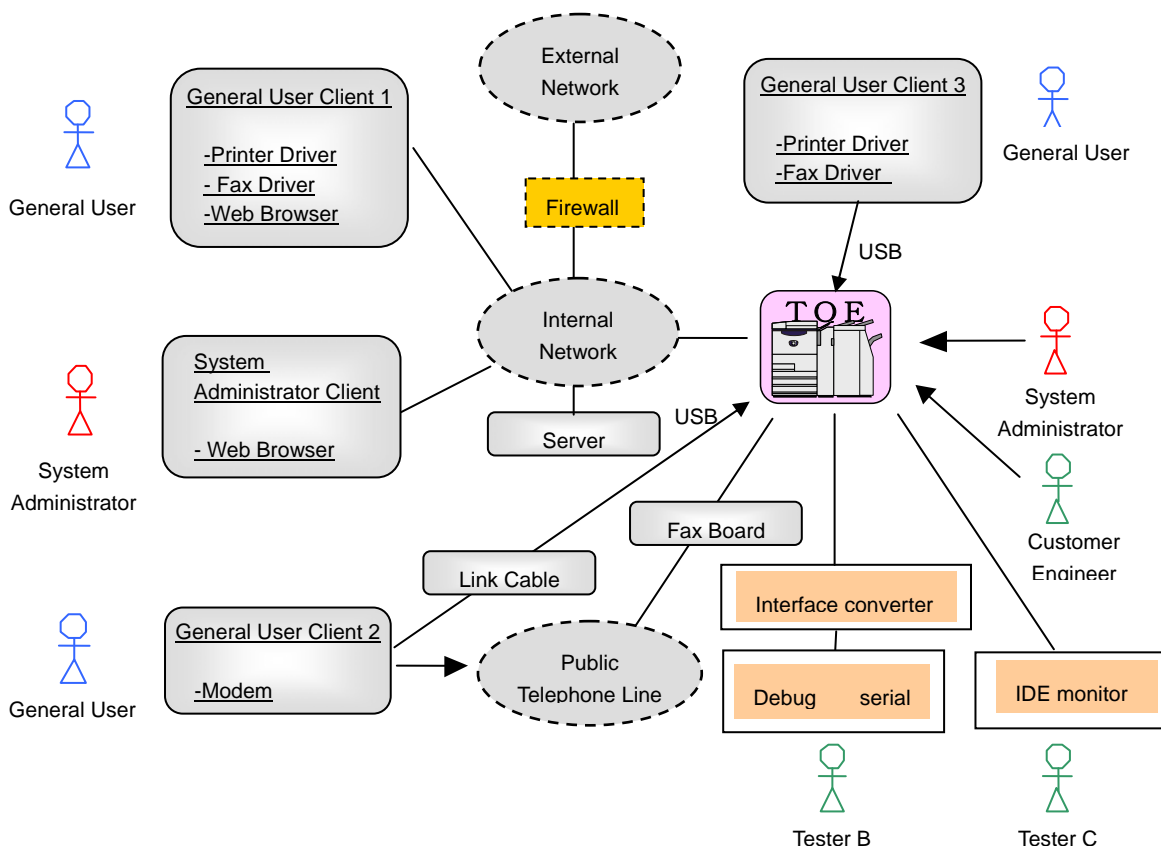 External
Network
General User Client 1
-Printer Driver
- Fax Driver
-Web Browser
General User
General User Client 3
-Printer Driver
-Fax Driver
General User
Firewall
USB
Internal
Network
TOE
System
Administrator Client
- Web Browser
System
Administrator
Server
USB
System
Administrator
Fax Board
Customer
Engineer
Link Cable
Interface converter
General User Client 2
-Modem
General User
Public
Telephone Line
Debug serial
IDE monitor
Tester B
Tester C